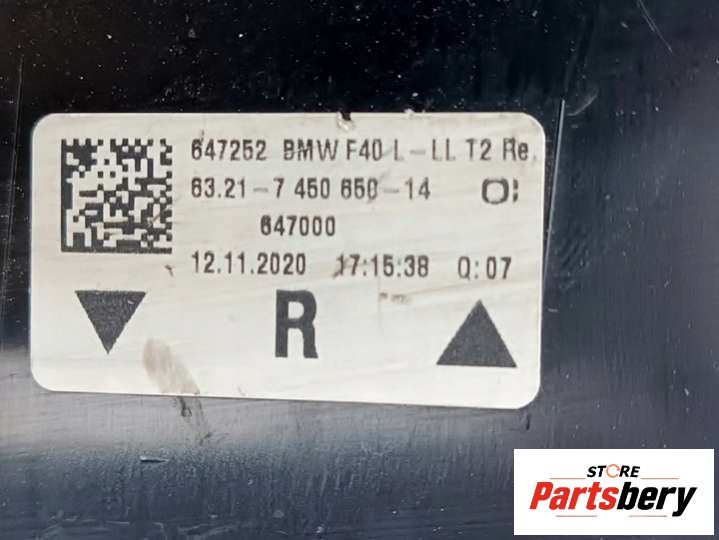 647252 BMW F40 L-LL T2 Re.
63.21-7 450 650-14
647000
12.11.2020 17:15:38 Q:07
R
STORE
Partsbery